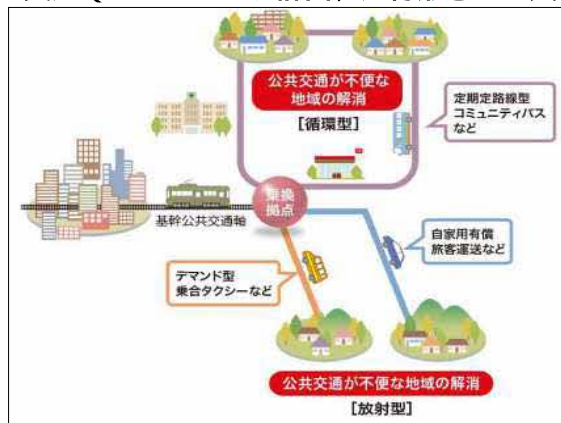 公共交通が不便な
地域の解消
[循環型]
定期定路線型
コミュニティバス
など
乗換
拠点
基幹公共交通軸
自家用有償
旅客運送など
デマンド型
乗合タクシーなど
公共交通が不便な地域の解消
[放射型]